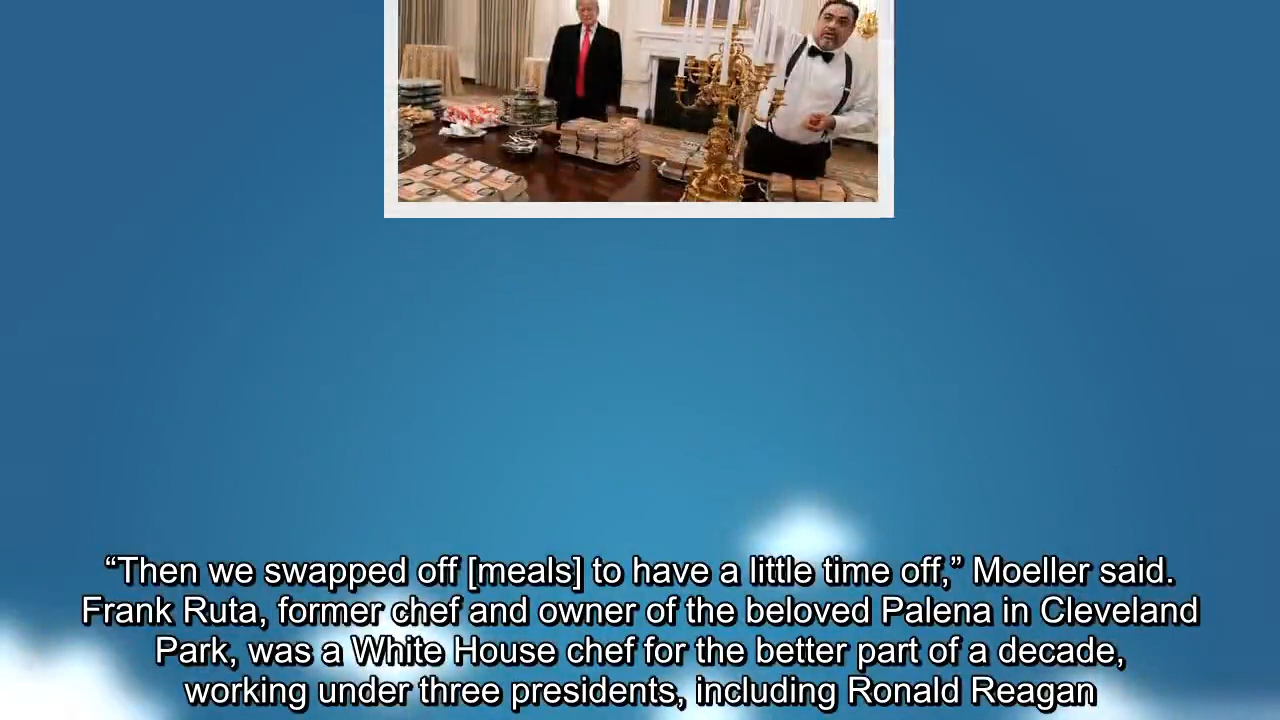 “Then we swapped off [meals] to have a little time off,” Moeller said.
Frank Ruta, former chef and owner of the beloved Palena in Cleveland
Park, was a White House chef for the better part of a decade,
working under three presidents, including Ronald Reagan